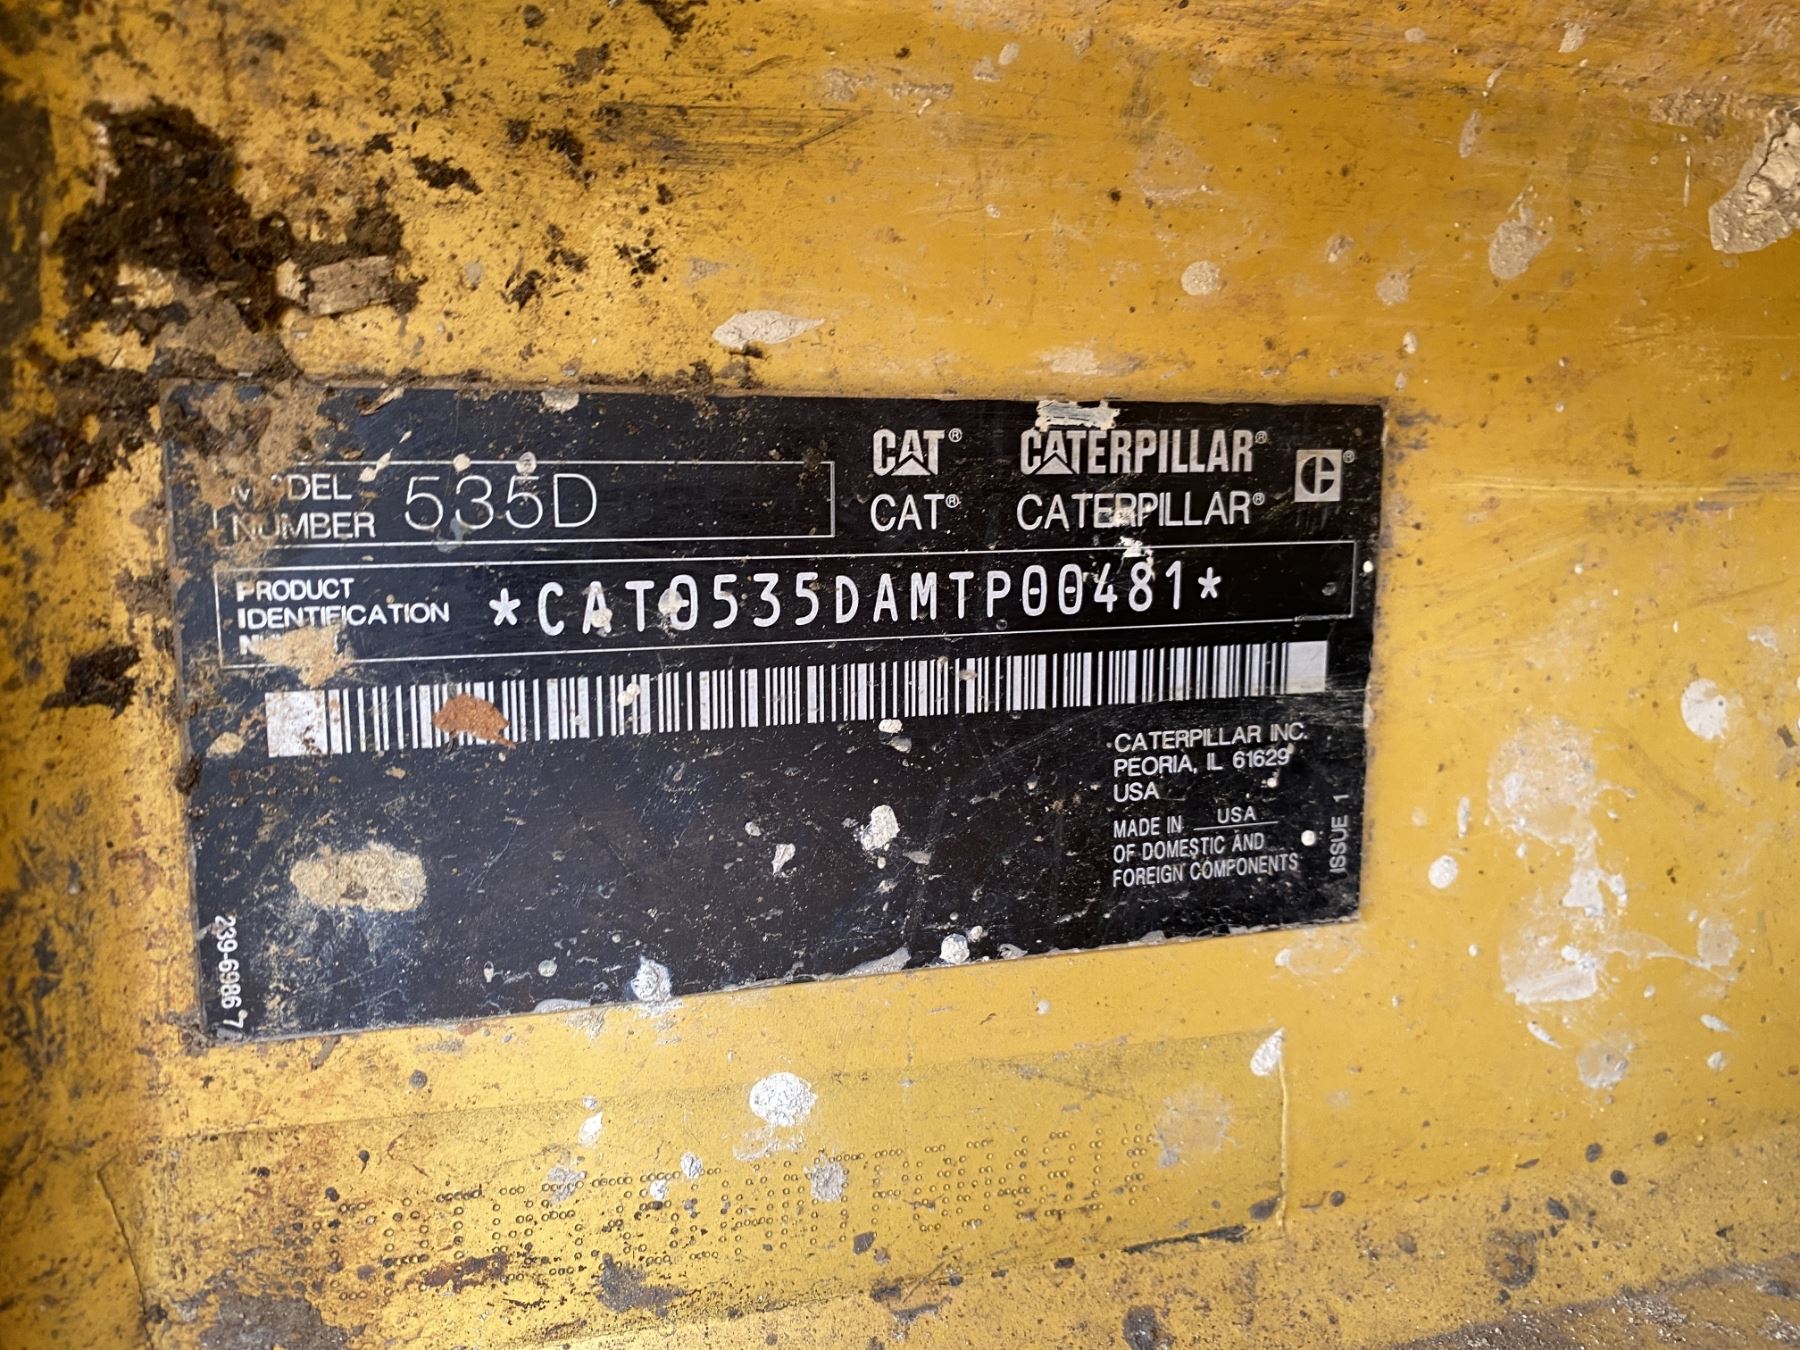 MODEL
NUMBER 535D
CAT® CATERPILLAR® ®
CAT® CATERPILLAR®
PRODUCT
IDENTIFICATION
*CAT0535DAMTP00481*
CATERPILLAR INC.
PEORIA, IL 61629
USA
MADE IN USA
OF DOMESTIC AND
FOREIGN COMPONENTS
ISSUE 1
239-6986 7